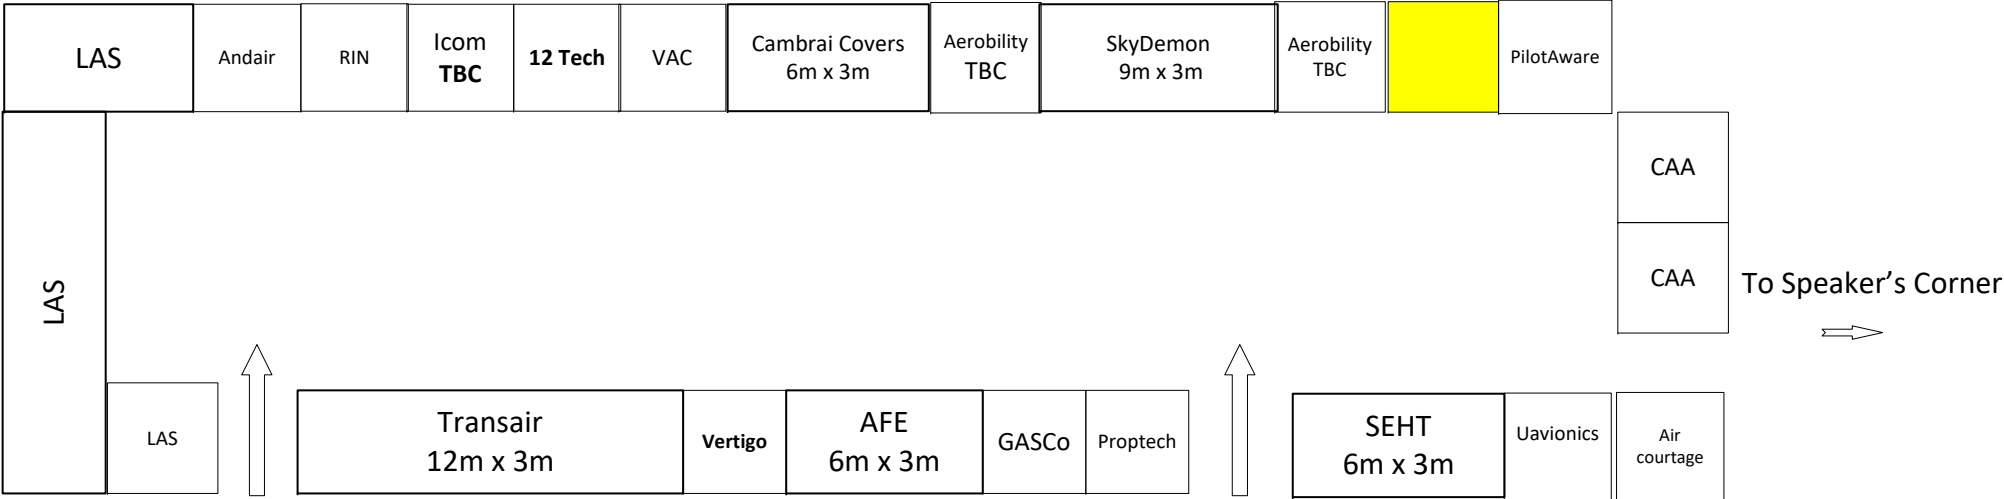 LAS
Andair
RIN
Icom
TBC
12 Tech
VAC
Cambrai Covers
6m x 3m
Aerobility
TBC
SkyDemon
9m x 3m
Aerobility
TBC
PilotAware
CAA
CAA
To Speaker's Corner
LAS
LAS
Transair
12m x 3m
Vertigo
AFE
6m x 3m
GASCo
Proptech
SEHT
6m x 3m
Uavionics
Air
courtage